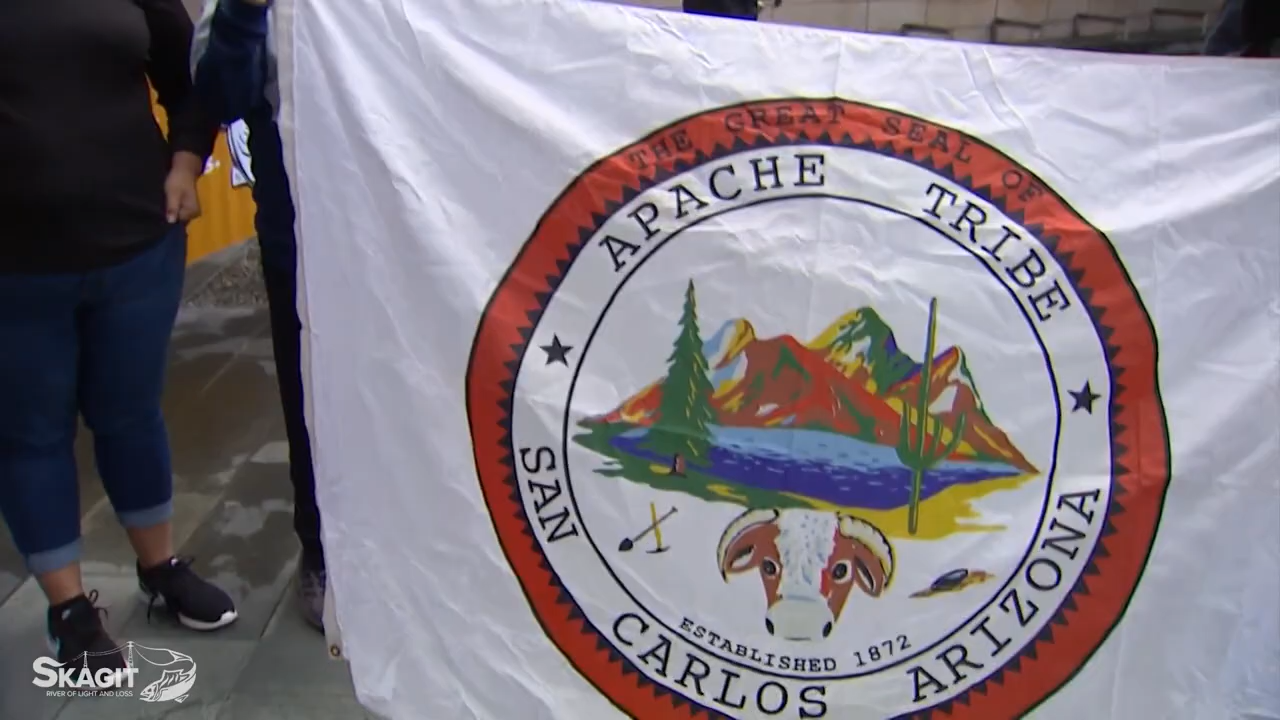 THE GREAT SEAL OF
APACHE TRIBE
SAN CARLOS ARIZONA
ESTABLISHED 1872
SKAGIT
RIVER OF LIGHT AND LOSS